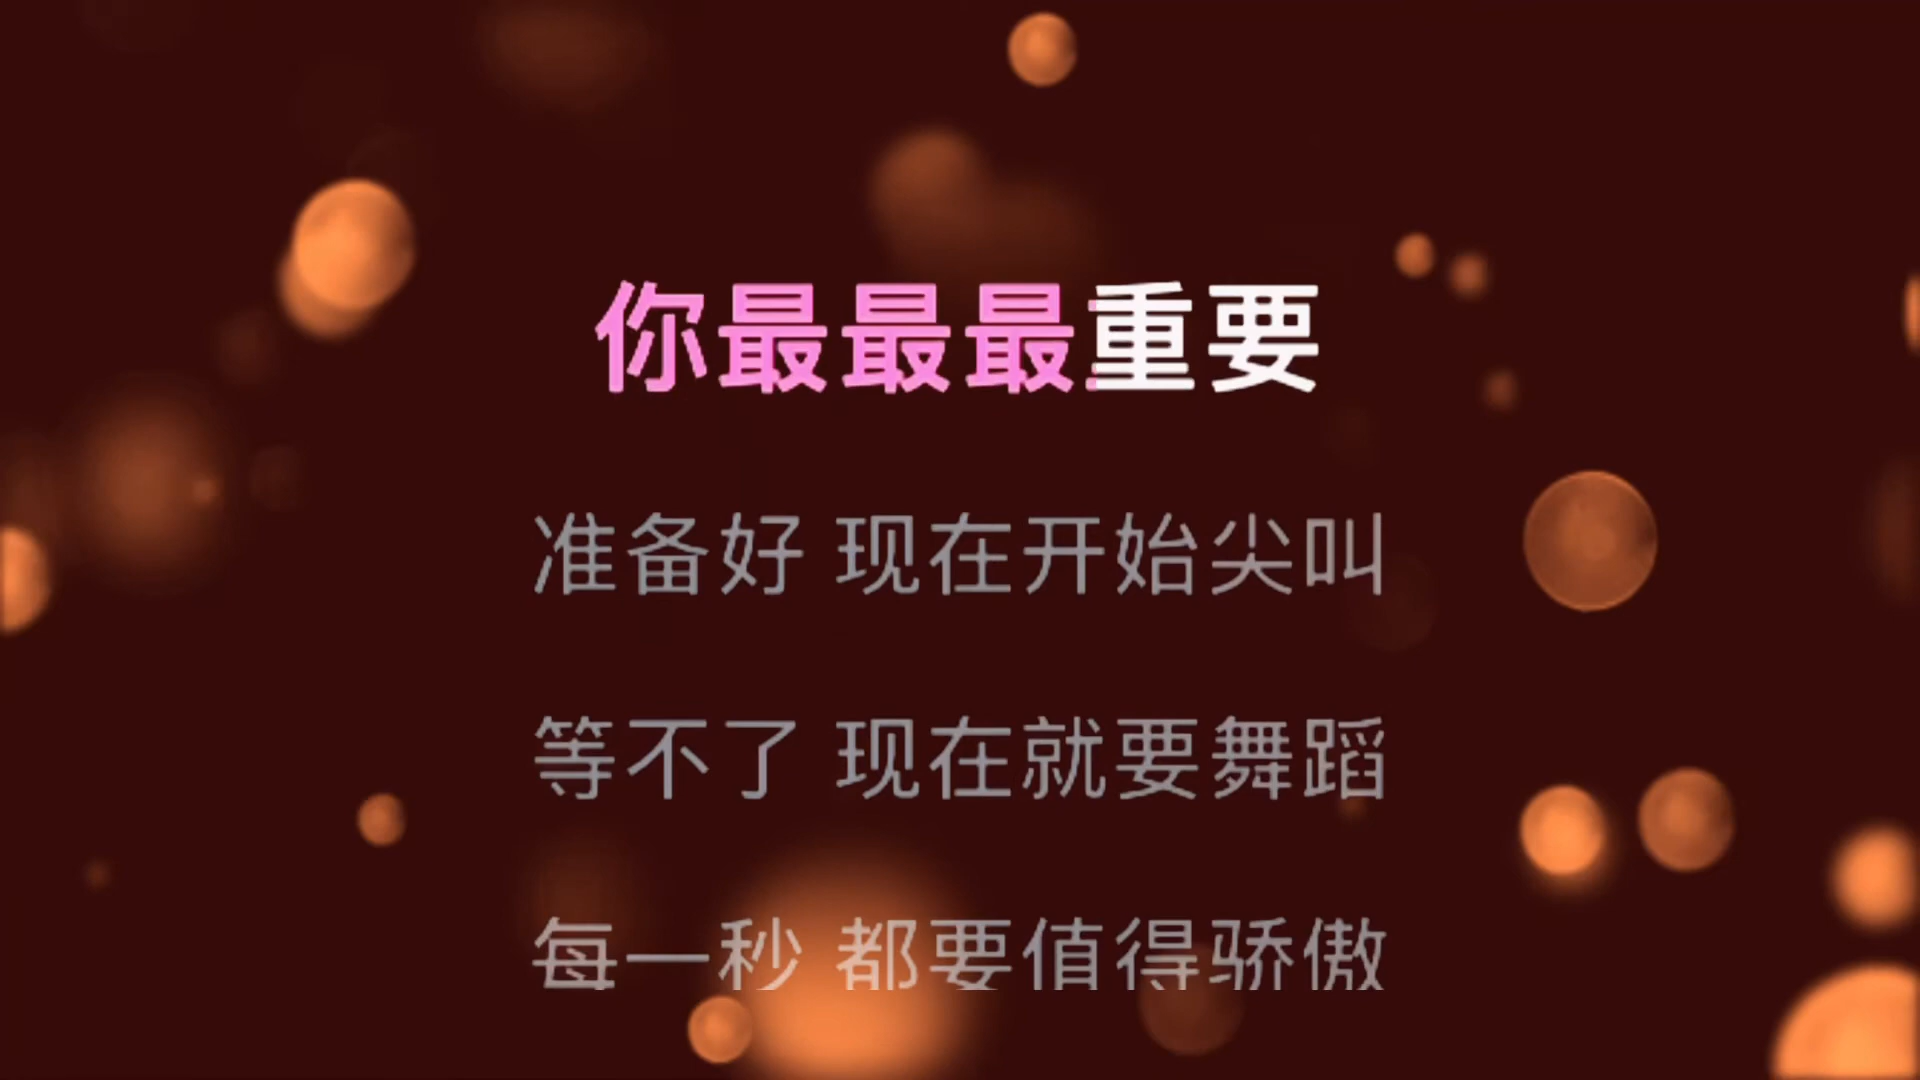 你最最最重要
准备好 现在开始尖叫
等不了 现在就要舞蹈
每一秒 都要值得骄傲